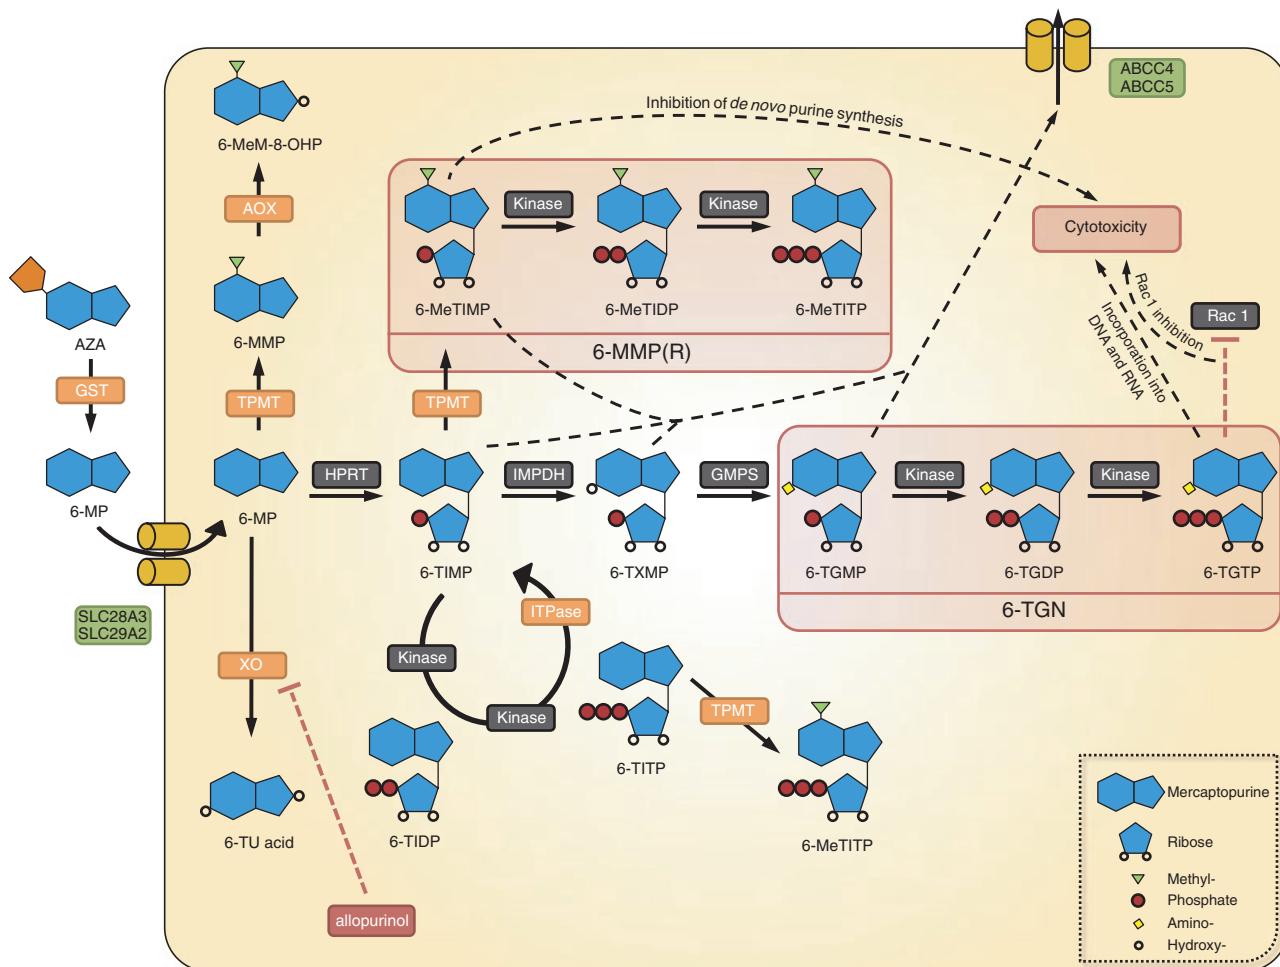 ABCC4
ABCC5
Inhibition of de novo purine synthesis
6-MeM-8-OHP
AOX
Kinase
Kinase
Cytotoxicity
6-MeTIMP
6-MeTIDP
6-MeTITP
Rac1 inhibition
Rac 1
Incorporation into
DNA and RNA
AZA
6-MMP
6-MMP(R)
GST
TPMT
TPMT
6-MP
6-MP
HPRT
IMPDH
GMPS
Kinase
Kinase
6-TIMP
6-TXMP
6-TGMP
6-TGDP
6-TGTP
6-TGN
SLC28A3
SLC29A2
ITPase
Kinase
XO
Kinase
TPMT
6-TITP
6-TU acid
6-TIDP
6-MeTITP
allopurinol
Mercaptopurine
Ribose
Methyl-
Phosphate
Amino-
Hydroxy-